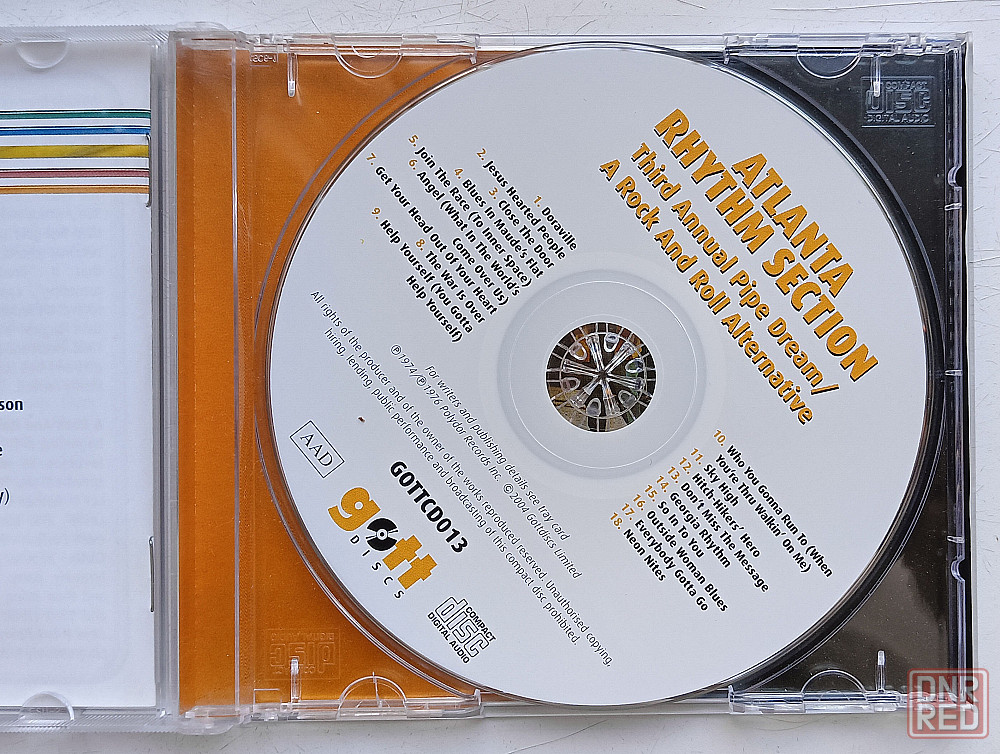 ATLANTA
RHYTHM SECTION
Third Annual Pipe Dream/
A Rock And Roll Alternative
1. Doraville
2. Jesus Hearted People
3. Close The Door
4. Blues In Maude's Flat
5. Join The Race (To Inner Space)
6. Angel (What In The World's
Come Over Us)
7. Get Your Head Out Of Your Heart
8. The War Is Over
9. Help Yourself (You Gotta
Help Yourself)
10. Who You Gonna Run To (When
You're Thru Walkin' On Me)
11. Sky High
12. Hitch-Hikers' Hero
13. Don't Miss The Message
14. Georgia Rhythm
15. So In To You
16. Outside Woman Blues
17. Everybody Gotta Go
18. Neon Nites
For writers and publishing details see tray card
℗ 1974/℗ 1976 Polydor Records Inc. © 2004 Gottdiscs limited
All rights of the producer and of the owner of the works reproduced reserved. Unauthorised copying,
hiring, lending, public performance and broadcasting of this compact disc prohibited.
AAD
GOTTCD013
gott
DISCS
COMPACT
disc
DIGITAL AUDIO
COMPACT
disc
DIGITAL AUDIO
COMPACT
disc
DIGITAL AUDIO
son
DNR
RED